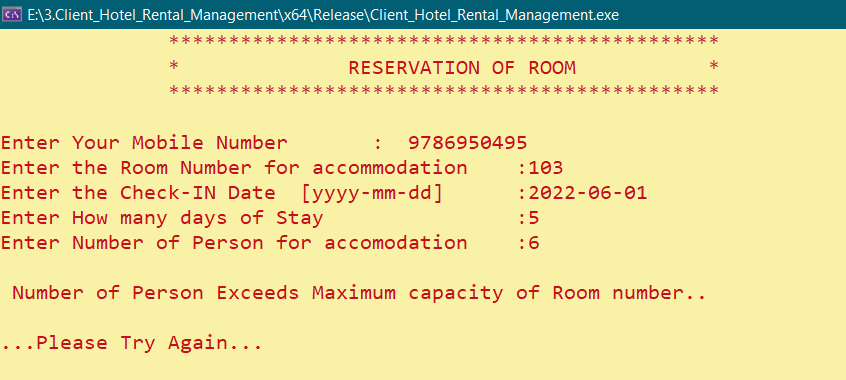 E:\3.Client_Hotel_Rental_Management\x64\Release\Client_Hotel_Rental_Management.exe
**********************************************
* RESERVATION OF ROOM *
**********************************************
Enter Your Mobile Number : 9786950495
Enter the Room Number for accommodation :103
Enter the Check-IN Date [yyyy-mm-dd] :2022-06-01
Enter How many days of Stay :5
Enter Number of Person for accomodation :6
Number of Person Exceeds Maximum capacity of Room number..
...Please Try Again...